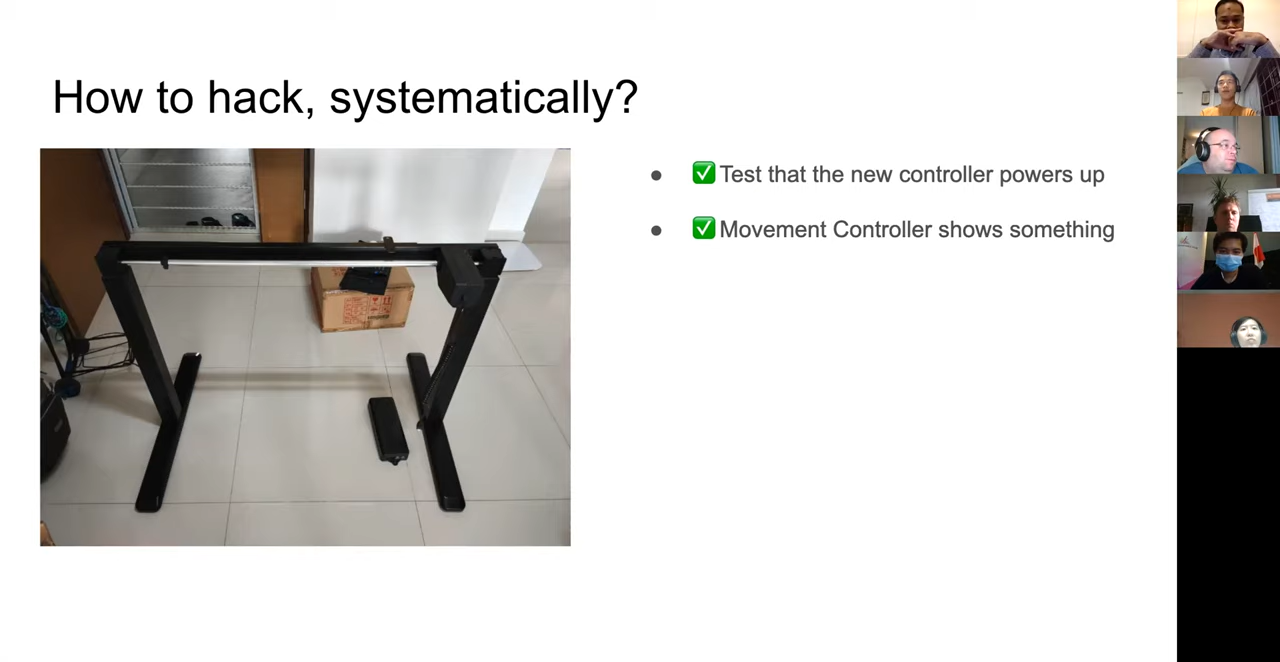 How to hack, systematically?
● ✅ Test that the new controller powers up
● ✅ Movement Controller shows something